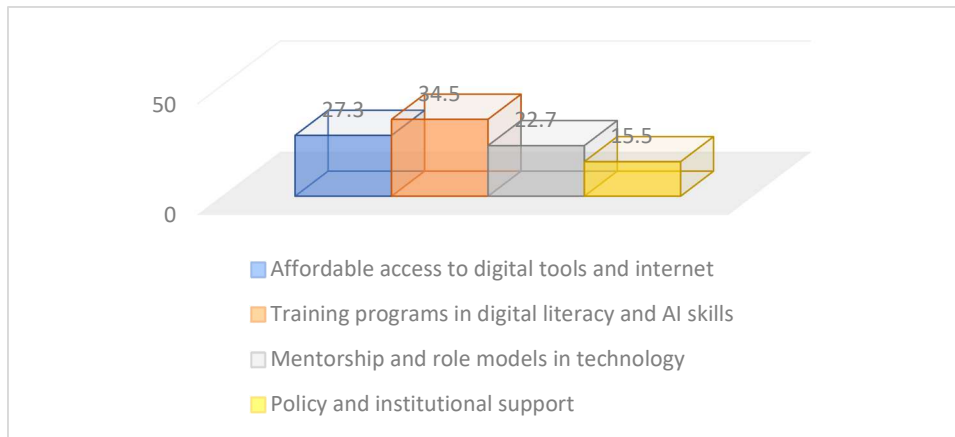 50
0
27.3
34.5
22.7
15.5
Affordable access to digital tools and internet
Training programs in digital literacy and AI skills
Mentorship and role models in technology
Policy and institutional support